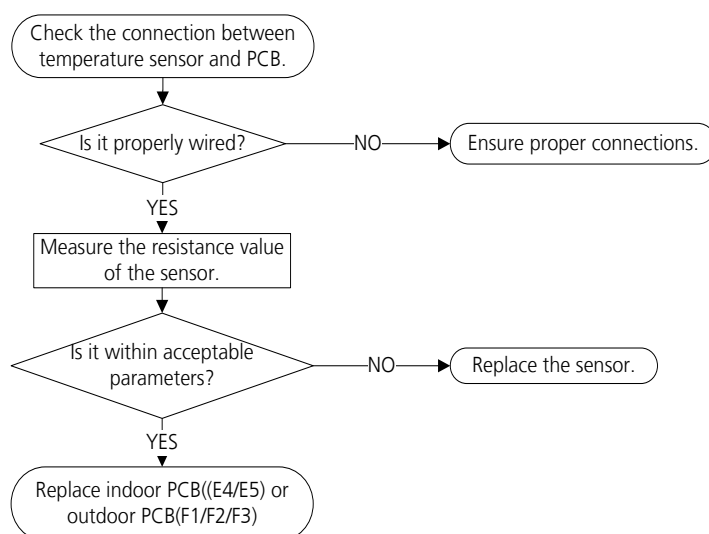 Check the connection between
temperature sensor and PCB.
Is it properly wired?
NO
Ensure proper connections.
YES
Measure the resistance value
of the sensor.
Is it within acceptable
parameters?
NO
Replace the sensor.
YES
Replace indoor PCB((E4/E5) or
outdoor PCB(F1/F2/F3)